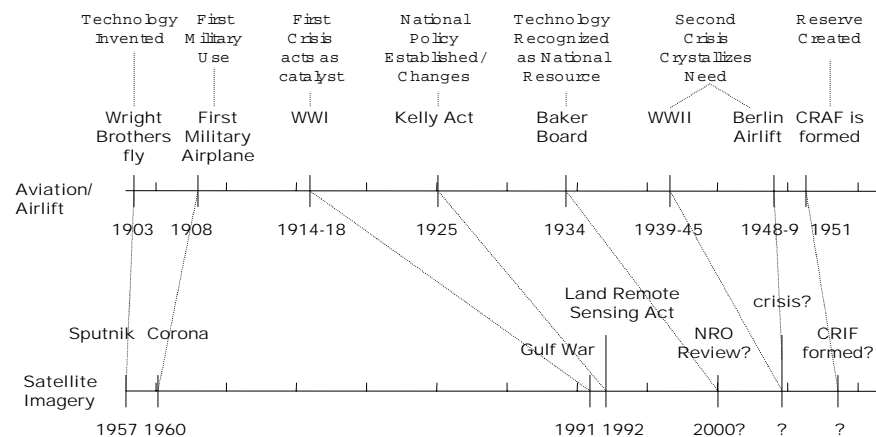 Technology Invented
First Military Use
First Crisis acts as catalyst
National Policy Established/ Changes
Technology Recognized as National Resource
Second Crisis Crystallizes Need
Reserve Created
Wright Brothers fly
First Military Airplane
WWI
Kelly Act
Baker Board
WWII
Berlin Airlift
CRAF is formed
Aviation/ Airlift
1903 1908 1914-18 1925 1934 1939-45 1948-9 1951
Land Remote Sensing Act
crisis?
Sputnik Corona
Gulf War
NRO Review?
CRIF formed?
Satellite Imagery
1957 1960 1991 1992 2000? ? ?